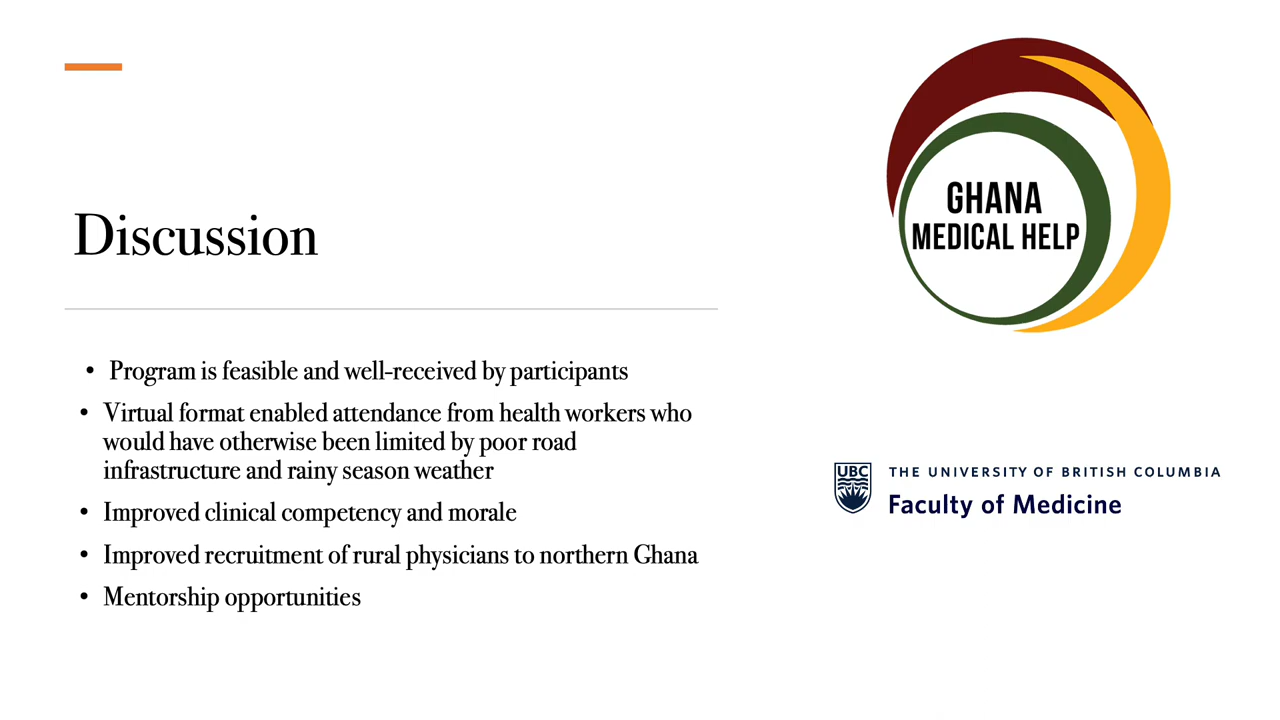 Discussion
• Program is feasible and well-received by participants
• Virtual format enabled attendance from health workers who
would have otherwise been limited by poor road
infrastructure and rainy season weather
• Improved clinical competency and morale
• Improved recruitment of rural physicians to northern Ghana
• Mentorship opportunities
GHANA
MEDICAL HELP
UBC
THE UNIVERSITY OF BRITISH COLUMBIA
Faculty of Medicine